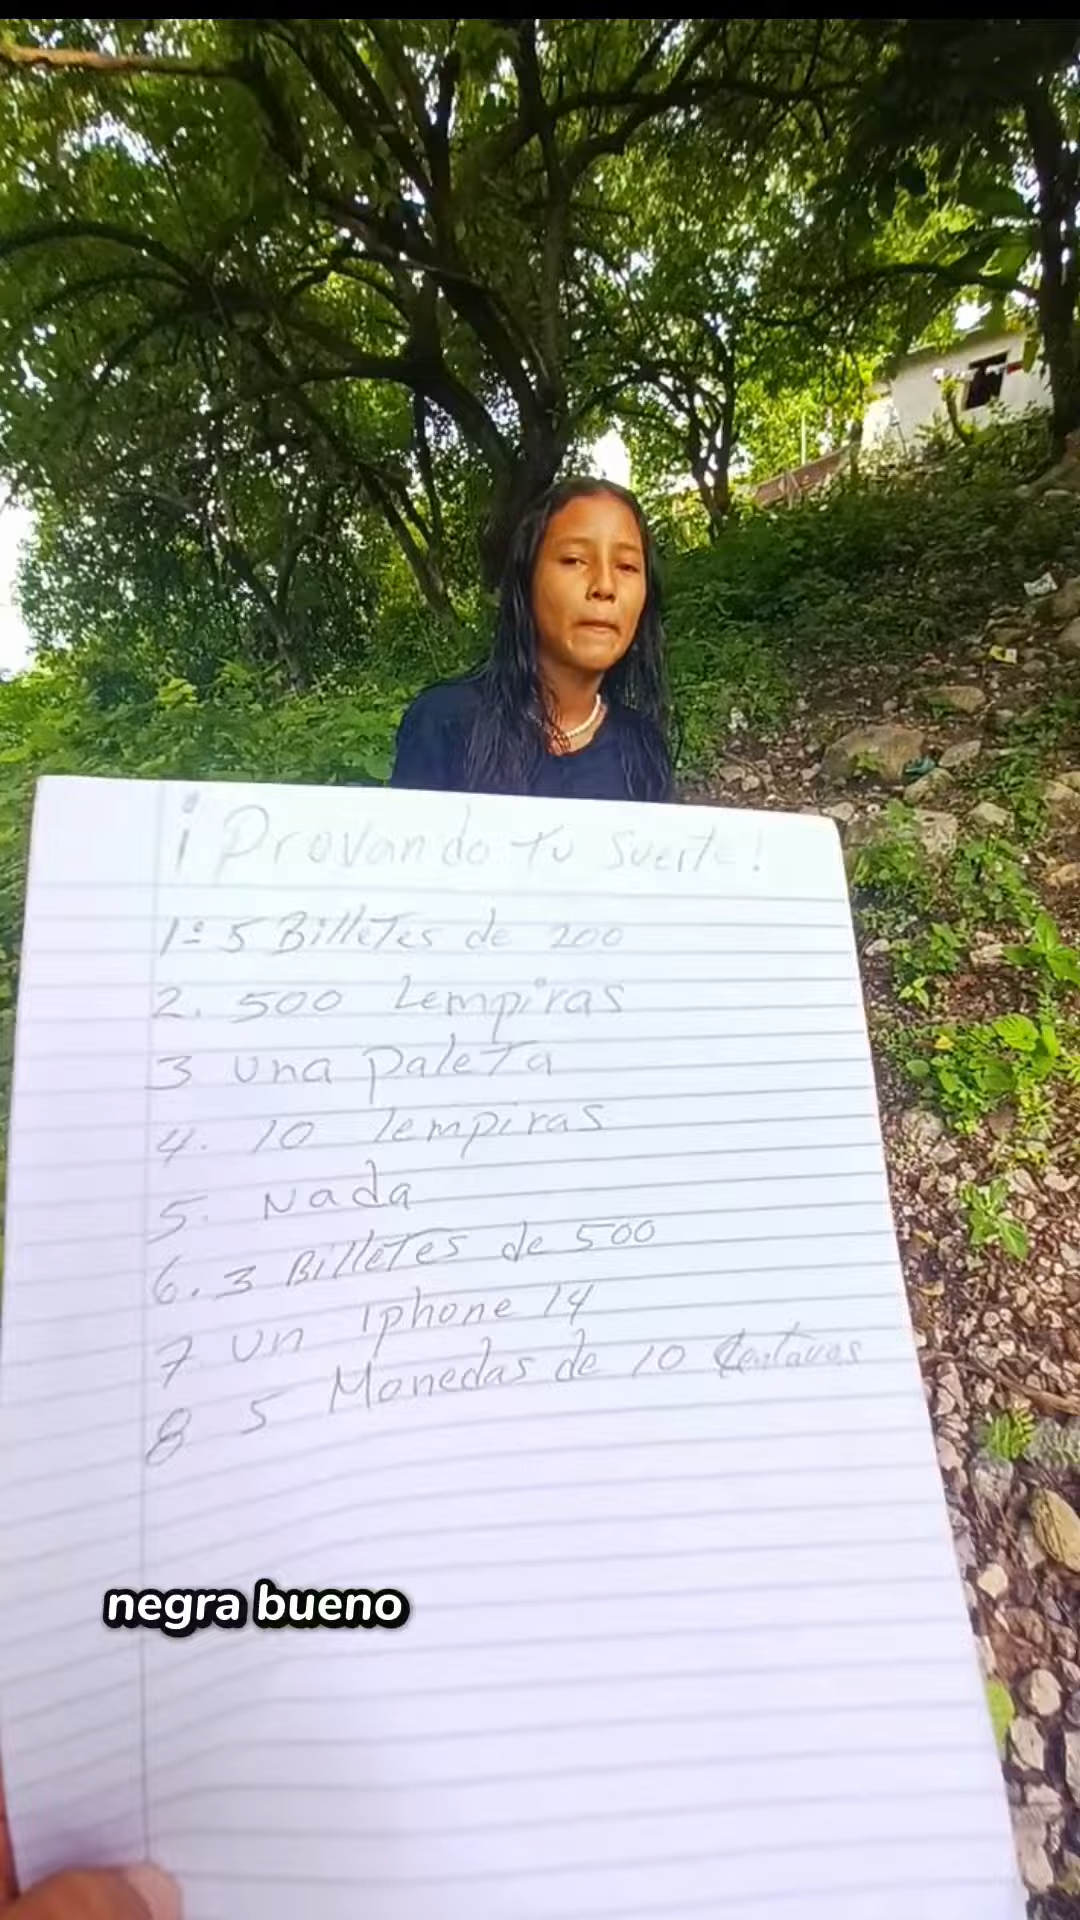 ¡Provando tu suerte!
1º 5 Billetes de 200
2. 500 Lempiras
3 una paleta
4. 10 lempiras
5. Nada
6. 3 Billetes de 500
7 un iphone 14
8 5 Monedas de 10 Centavos
negra bueno